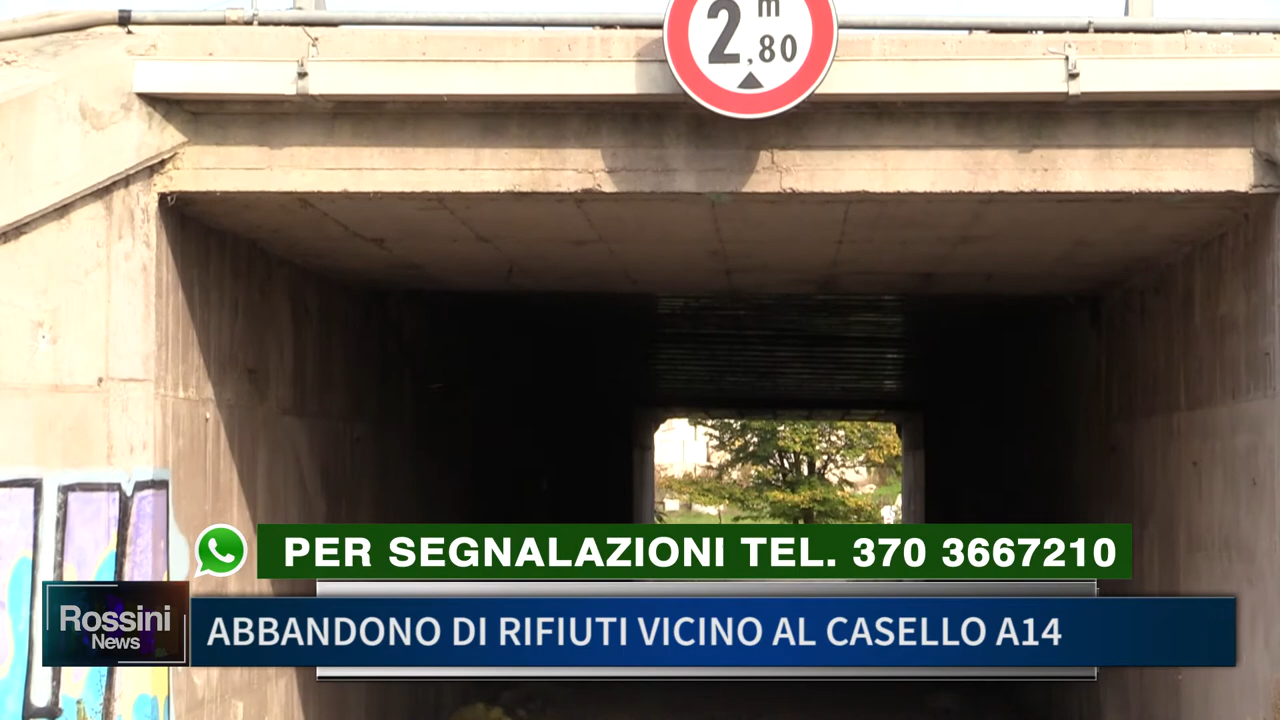 2,80 m
PER SEGNALAZIONI TEL. 370 3667210
Rossini
News
ABBANDONO DI RIFIUTI VICINO AL CASELLO A14